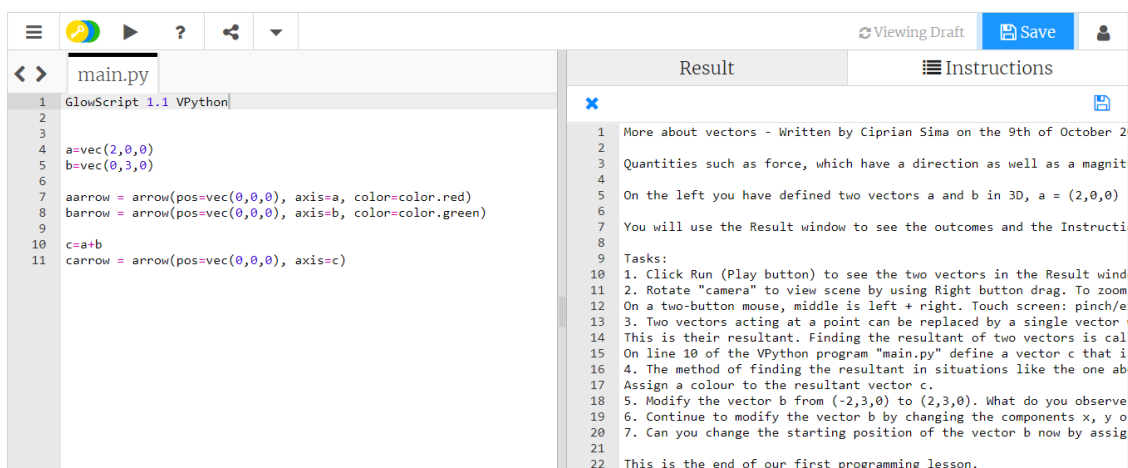 ? Viewing Draft Save
main.py Result Instructions
1 GlowScript 1.1 VPython
2
3
4 a=vec(2,0,0)
5 b=vec(0,3,0)
6
7 aarrow = arrow(pos=vec(0,0,0), axis=a, color=color.red)
8 barrow = arrow(pos=vec(0,0,0), axis=b, color=color.green)
9
10 c=a+b
11 carrow = arrow(pos=vec(0,0,0), axis=c)
1 More about vectors - Written by Ciprian Sima on the 9th of October 2
2
3 Quantities such as force, which have a direction as well as a magnit
4
5 On the left you have defined two vectors a and b in 3D, a = (2,0,0)
6
7 You will use the Result window to see the outcomes and the Instructi
8
9 Tasks:
10 1. Click Run (Play button) to see the two vectors in the Result wind
11 2. Rotate "camera" to view scene by using Right button drag. To zoom
12 On a two-button mouse, middle is left + right. Touch screen: pinch/e
13 3. Two vectors acting at a point can be replaced by a single vector
14 This is their resultant. Finding the resultant of two vectors is cal
15 On line 10 of the VPython program "main.py" define a vector c that i
16 4. The method of finding the resultant in situations like the one ab
17 Assign a colour to the resultant vector c.
18 5. Modify the vector b from (-2,3,0) to (2,3,0). What do you observe
19 6. Continue to modify the vector b by changing the components x, y o
20 7. Can you change the starting position of the vector b now by assig
21
22 This is the end of our first programming lesson.